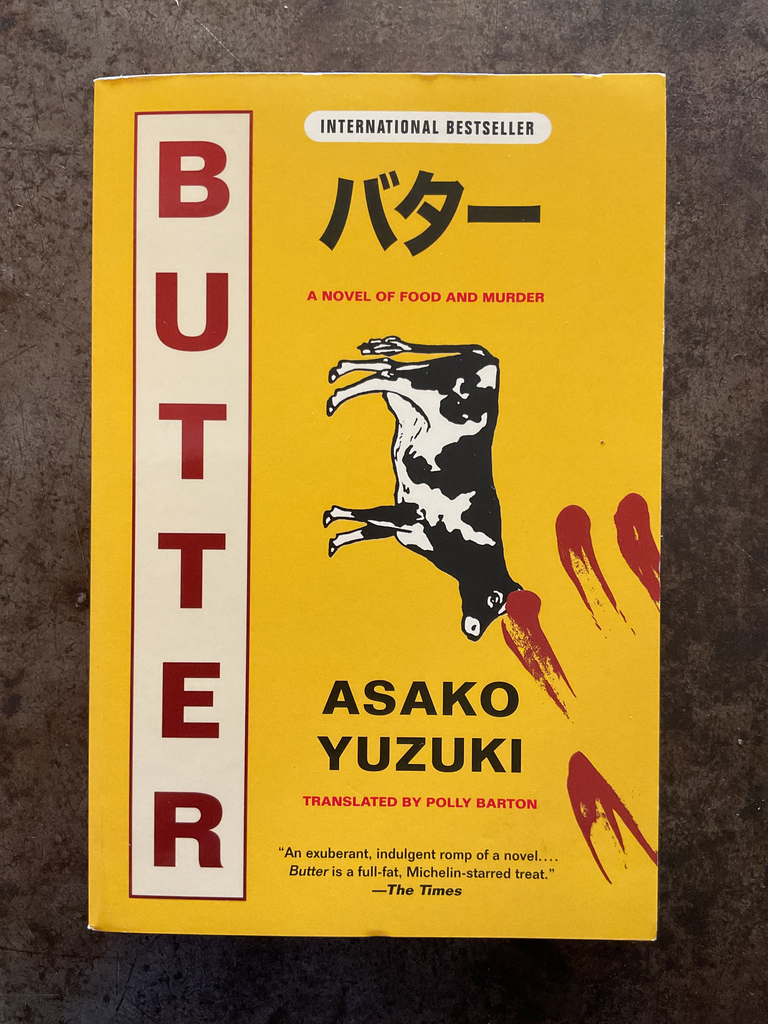 BUTTER
INTERNATIONAL BESTSELLER
バター
A NOVEL OF FOOD AND MURDER
ASAKO
YUZUKI
TRANSLATED BY POLLY BARTON
“An exuberant, indulgent romp of a novel....
Butter is a full-fat, Michelin-starred treat.”
—The Times